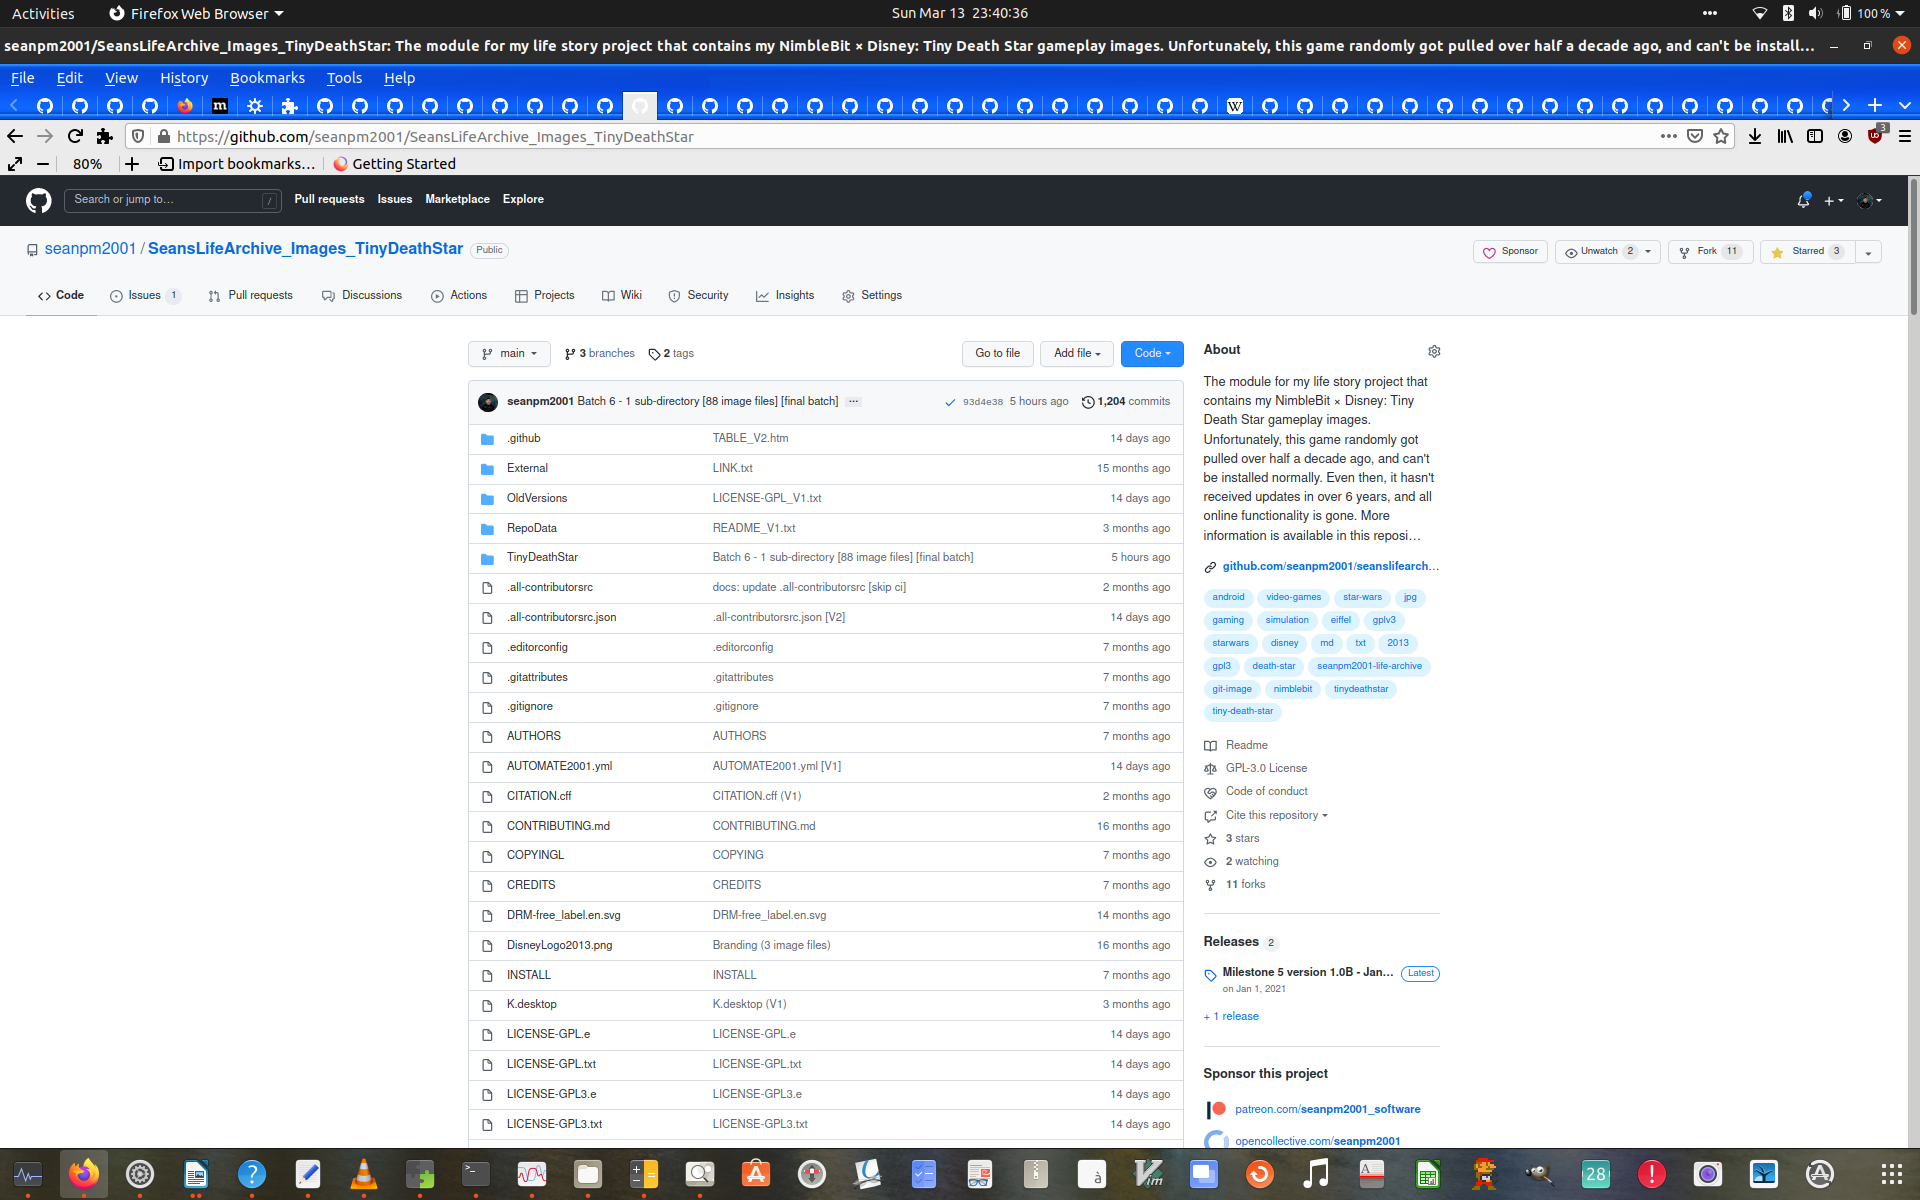 Activities
Firefox Web Browser
Sun Mar 13 23:40:36
100 %
seanpm2001/SeansLifeArchive_Images_TinyDeathStar: The module for my life story project that contains my NimbleBit × Disney: Tiny Death Star gameplay images. Unfortunately, this game randomly got pulled over half a decade ago, and can't be install...
File Edit View History Bookmarks Tools Help
https://github.com/seanpm2001/SeansLifeArchive_Images_TinyDeathStar
3
80%
Import bookmarks...
Getting Started
Search or jump to...
/
Pull requests Issues Marketplace Explore
seanpm2001 / SeansLifeArchive_Images_TinyDeathStar
Public
Sponsor
Unwatch 2
Fork 11
Starred 3
Code
Issues 1
Pull requests
Discussions
Actions
Projects
Wiki
Security
Insights
Settings
main
3 branches
2 tags
Go to file
Add file
Code
seanpm2001 Batch 6 - 1 sub-directory [88 image files] [final batch] ...
93d4e38 5 hours ago
1,204 commits
.github TABLE_V2.htm 14 days ago
External LINK.txt 15 months ago
OldVersions LICENSE-GPL_V1.txt 14 days ago
RepoData README_V1.txt 3 months ago
TinyDeathStar Batch 6 - 1 sub-directory [88 image files] [final batch] 5 hours ago
.all-contributorsrc docs: update .all-contributorsrc [skip ci] 2 months ago
.all-contributorsrc.json .all-contributorsrc.json [V2] 14 days ago
.editorconfig .editorconfig 7 months ago
.gitattributes .gitattributes 7 months ago
.gitignore .gitignore 7 months ago
AUTHORS AUTHORS 7 months ago
AUTOMATE2001.yml AUTOMATE2001.yml [V1] 14 days ago
CITATION.cff CITATION.cff (V1) 2 months ago
CONTRIBUTING.md CONTRIBUTING.md 16 months ago
COPYINGL COPYING 7 months ago
CREDITS CREDITS 7 months ago
DRM-free_label.en.svg DRM-free_label.en.svg 14 months ago
DisneyLogo2013.png Branding (3 image files) 16 months ago
INSTALL INSTALL 7 months ago
K.desktop K.desktop (V1) 3 months ago
LICENSE-GPL.e LICENSE-GPL.e 14 days ago
LICENSE-GPL.txt LICENSE-GPL.txt 14 days ago
LICENSE-GPL3.e LICENSE-GPL3.e 14 days ago
LICENSE-GPL3.txt LICENSE-GPL3.txt 14 days ago
About
The module for my life story project that
contains my NimbleBit × Disney: Tiny
Death Star gameplay images.
Unfortunately, this game randomly got
pulled over half a decade ago, and can't
be installed normally. Even then, it hasn't
received updates in over 6 years, and all
online functionality is gone. More
information is available in this reposi...
github.com/seanpm2001/seanslifearch...
android video-games star-wars jpg
gaming simulation eiffel gplv3
starwars disney md txt 2013
gpl3 death-star seanpm2001-life-archive
git-image nimblebit tinydeathstar
tiny-death-star
Readme
GPL-3.0 License
Code of conduct
Cite this repository
3 stars
2 watching
11 forks
Releases 2
Milestone 5 version 1.0B - Jan...
Latest
on Jan 1, 2021
+ 1 release
Sponsor this project
patreon.com/seanpm2001_software
opencollective.com/seanpm2001
28